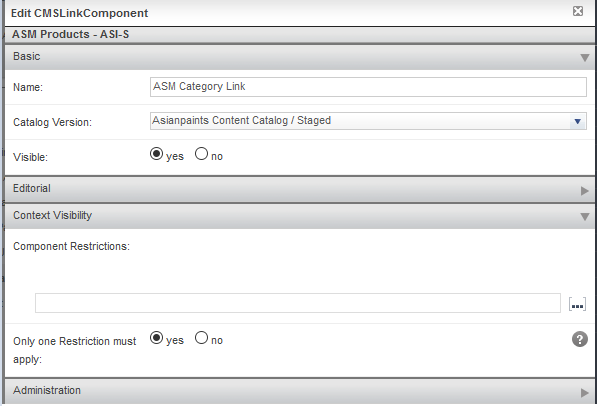 Edit CMSLinkComponent
ASM Products - ASI-S
Basic
Name: ASM Category Link
Catalog Version: Asianpaints Content Catalog / Staged
Visible: yes no
Editorial
Context Visibility
Component Restrictions:
...
Only one Restriction must yes no ?
apply:
Administration